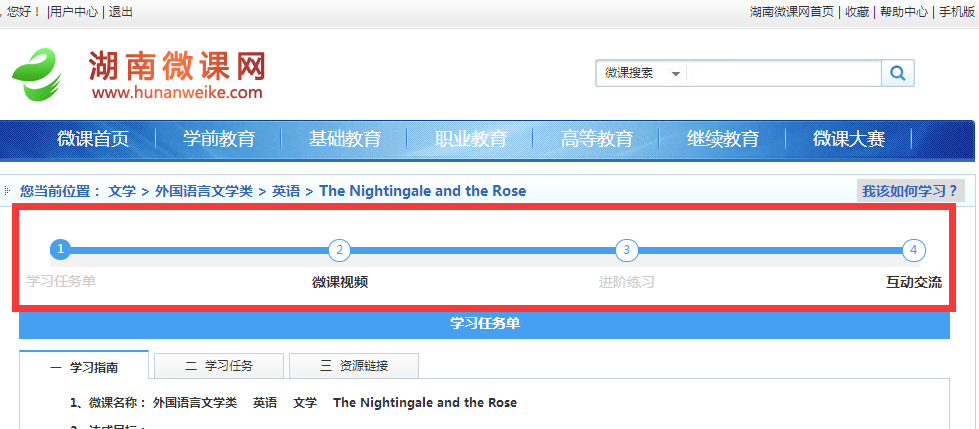 , 您好！ |用户中心 | 退出
湖南微课网首页 | 收藏 | 帮助中心 | 手机版
湖南微课网
www.hunanweike.com
微课搜索
微课首页 学前教育 基础教育 职业教育 高等教育 继续教育 微课大赛
您当前位置： 文学 > 外国语言文学类 > 英语 > The Nightingale and the Rose
我该如何学习？
1 2 3 4
学习任务单 微课视频 进阶练习 互动交流
学习任务单
一 学习指南 二 学习任务 三 资源链接
1、微课名称： 外国语言文学类 英语 文学 The Nightingale and the Rose